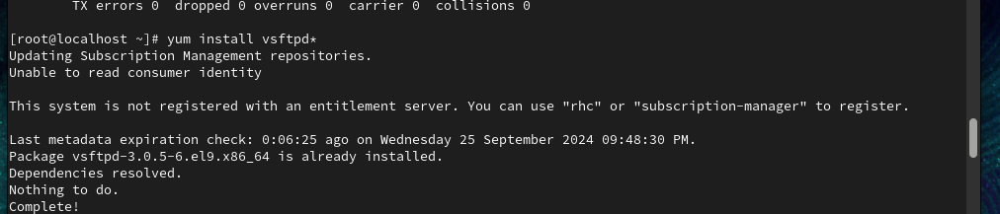 TX errors 0  dropped 0 overruns 0  carrier 0  collisions 0
[root@localhost ~]# yum install vsftpd*
Updating Subscription Management repositories.
Unable to read consumer identity
This system is not registered with an entitlement server. You can use "rhc" or "subscription-manager" to register.
Last metadata expiration check: 0:06:25 ago on Wednesday 25 September 2024 09:48:30 PM.
Package vsftpd-3.0.5-6.el9.x86_64 is already installed.
Dependencies resolved.
Nothing to do.
Complete!